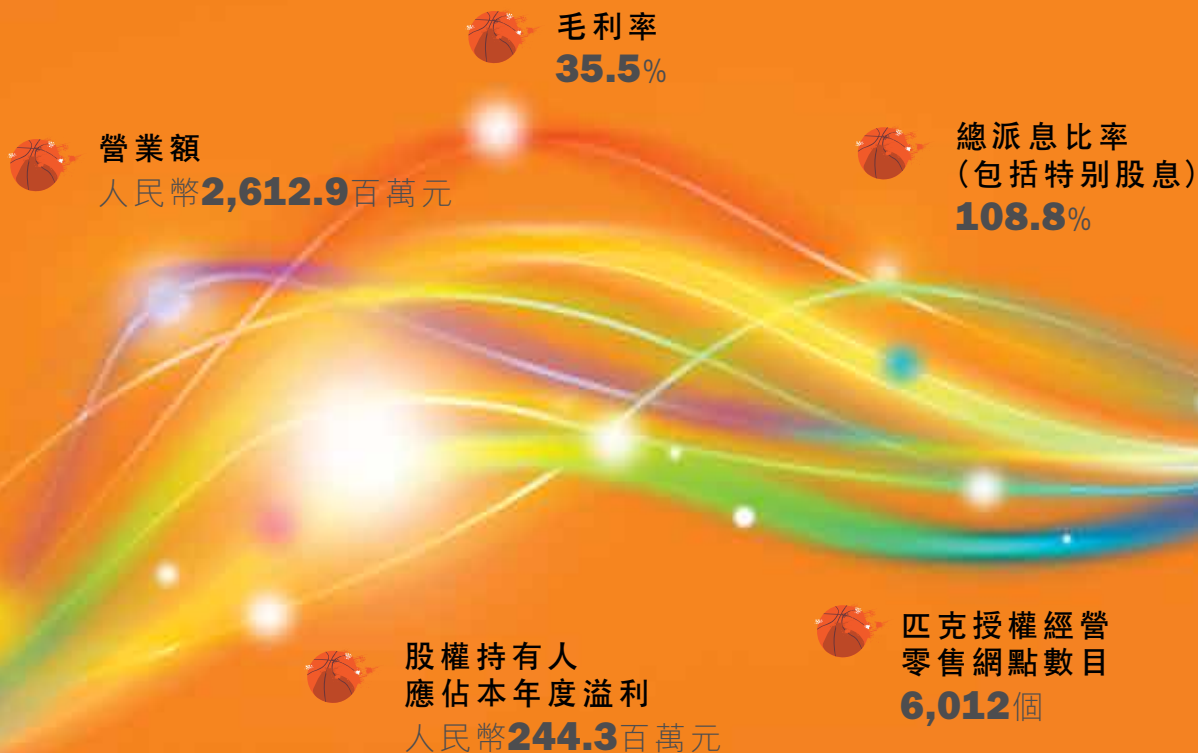 毛利率
35.5%
營業額
人民幣2,612.9百萬元
總派息比率
(包括特別股息)
108.8%
股權持有人
應佔本年度溢利
人民幣244.3百萬元
匹克授權經營
零售網點數目
6,012個